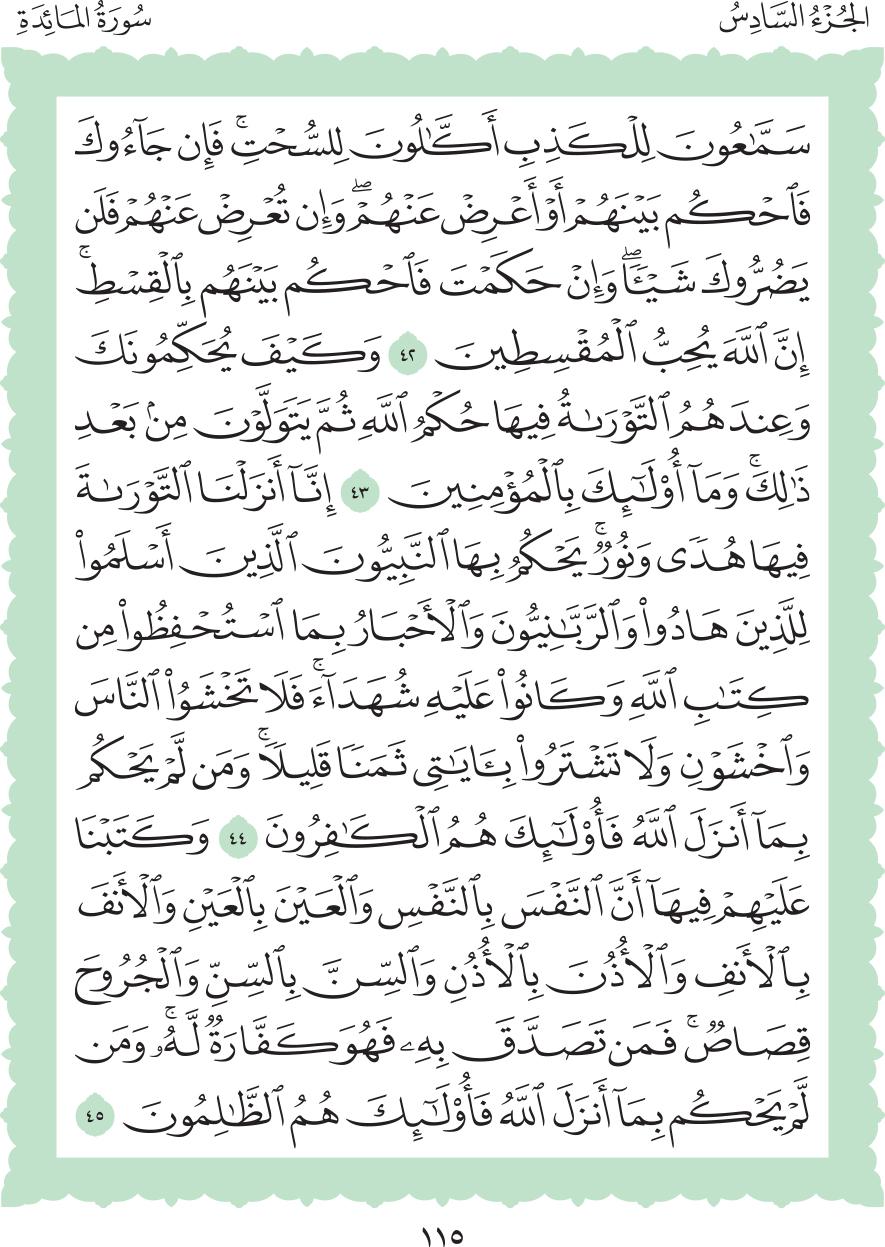 الجُزْءُ السَّادِسُ
سُورَةُ المَائِدَةِ
سَمَّٰعُونَ لِلۡكَذِبِ أَكَّٰلُونَ لِلسُّحۡتِۚ فَإِن جَآءُوكَ
فَٱحۡكُم بَيۡنَهُمۡ أَوۡ أَعۡرِضۡ عَنۡهُمۡۖ وَإِن تُعۡرِضۡ عَنۡهُمۡ فَلَن
يَضُرُّوكَ شَيۡـٔٗاۖ وَإِنۡ حَكَمۡتَ فَٱحۡكُم بَيۡنَهُم بِٱلۡقِسۡطِۚ
إِنَّ ٱللَّهَ يُحِبُّ ٱلۡمُقۡسِطِينَ ٤٢ وَكَيۡفَ يُحَكِّمُونَكَ
وَعِندَهُمُ ٱلتَّوۡرَىٰةُ فِيهَا حُكۡمُ ٱللَّهِ ثُمَّ يَتَوَلَّوۡنَ مِنۢ بَعۡدِ
ذَٰلِكَۚ وَمَآ أُوْلَٰٓئِكَ بِٱلۡمُؤۡمِنِينَ ٤٣ إِنَّآ أَنزَلۡنَا ٱلتَّوۡرَىٰةَ
فِيهَا هُدٗى وَنُورٞۚ يَحۡكُمُ بِهَا ٱلنَّبِيُّونَ ٱلَّذِينَ أَسۡلَمُواْ
لِلَّذِينَ هَادُواْ وَٱلرَّبَّٰنِيُّونَ وَٱلۡأَحۡبَارُ بِمَا ٱسۡتُحۡفِظُواْ مِن
كِتَٰبِ ٱللَّهِ وَكَانُواْ عَلَيۡهِ شُهَدَآءَۚ فَلَا تَخۡشَوُاْ ٱلنَّاسَ
وَٱخۡشَوۡنِ وَلَا تَشۡتَرُواْ بِـَٔايَٰتِي ثَمَنٗا قَلِيلٗاۚ وَمَن لَّمۡ يَحۡكُم
بِمَآ أَنزَلَ ٱللَّهُ فَأُوْلَٰٓئِكَ هُمُ ٱلۡكَٰفِرُونَ ٤٤ وَكَتَبۡنَا
عَلَيۡهِمۡ فِيهَآ أَنَّ ٱلنَّفۡسَ بِٱلنَّفۡسِ وَٱلۡعَيۡنَ بِٱلۡعَيۡنِ وَٱلۡأَنفَ
بِٱلۡأَنفِ وَٱلۡأُذُنَ بِٱلۡأُذُنِ وَٱلسِّنَّ بِٱلسِّنِّ وَٱلۡجُرُوحَ
قِصَاصٞۚ فَمَن تَصَدَّقَ بِهِۦ فَهُوَ كَفَّارَةٞ لَّهُۥۚ وَمَن
لَّمۡ يَحۡكُم بِمَآ أَنزَلَ ٱللَّهُ فَأُوْلَٰٓئِكَ هُمُ ٱلظَّٰلِمُونَ ٤٥
١١٥